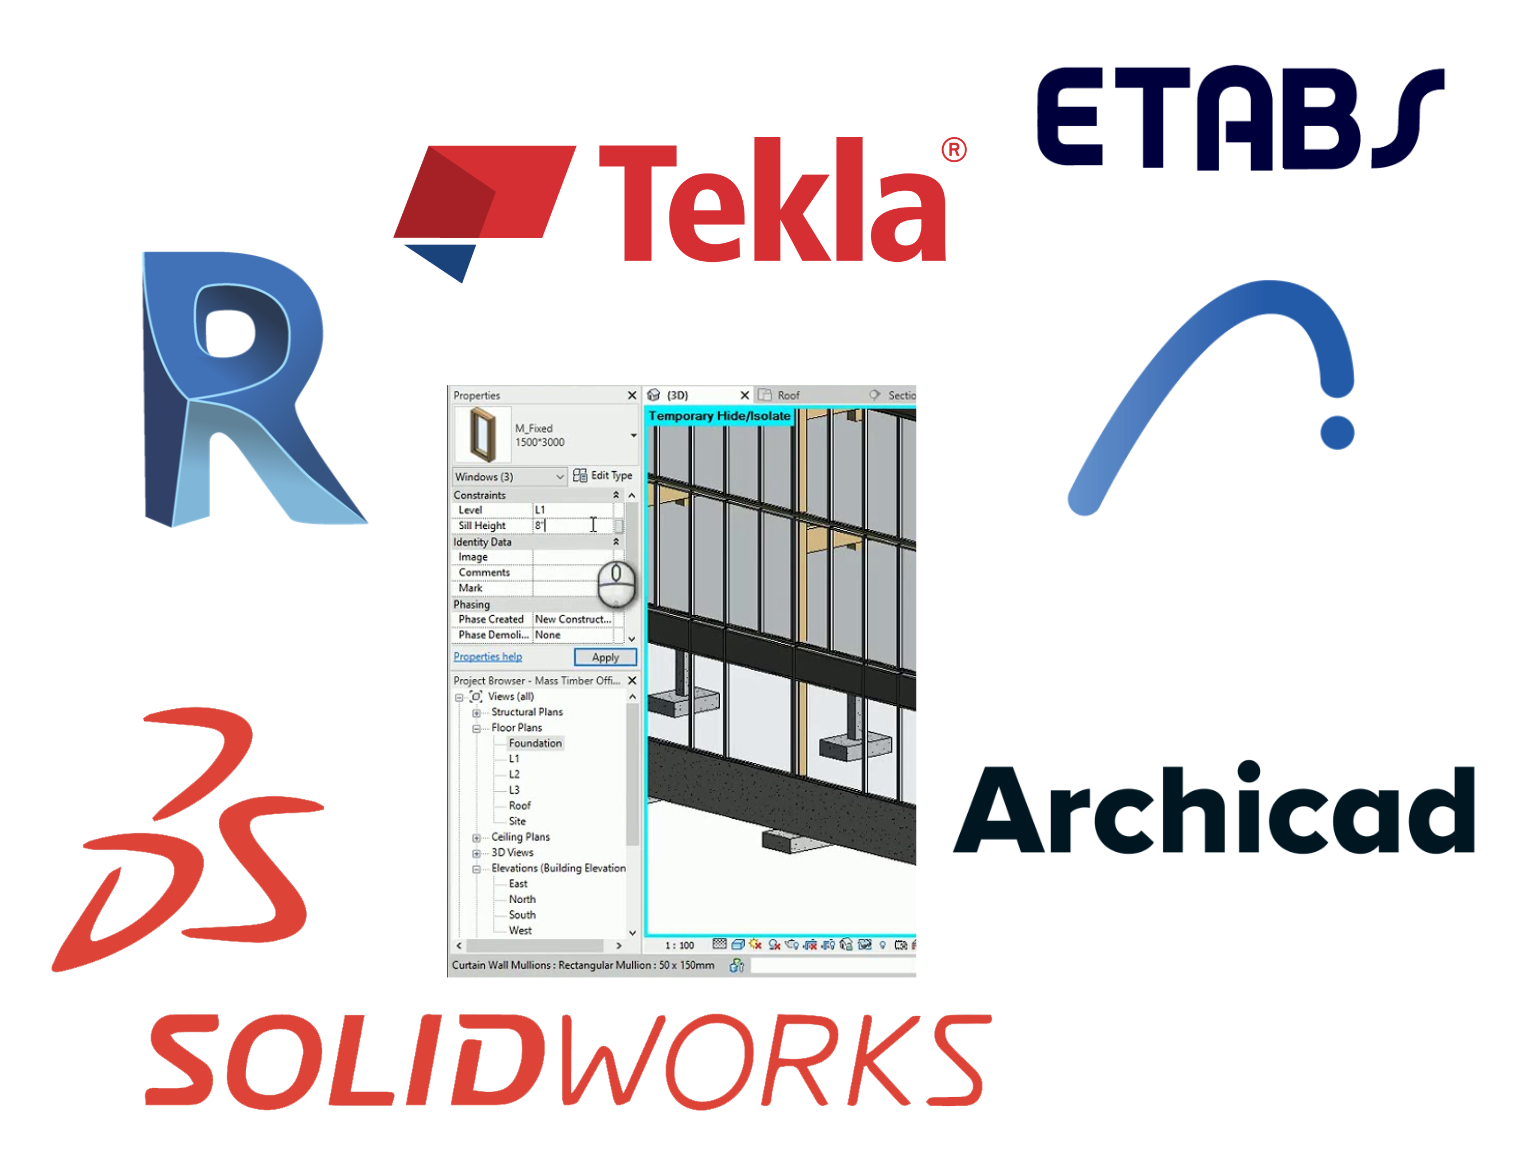 ETABS
Tekla®
R
Properties
M_Fixed
1500*3000
Windows (3)
Edit Type
Constraints
Level L1
Sill Height 8'
Identity Data
Image
Comments
Mark
Phasing
Phase Created New Construct...
Phase Demoli... None
Properties help Apply
Project Browser - Mass Timber Offi...
Views (all)
Structural Plans
Floor Plans
Foundation
L1
L2
L3
Roof
Site
Ceiling Plans
3D Views
Elevations (Building Elevation
East
North
South
West
Curtain Wall Mullions : Rectangular Mullion : 50 x 150mm
{3D} Roof Sectio
Temporary Hide/Isolate
1 : 100
Archicad
DS
SOLIDWORKS